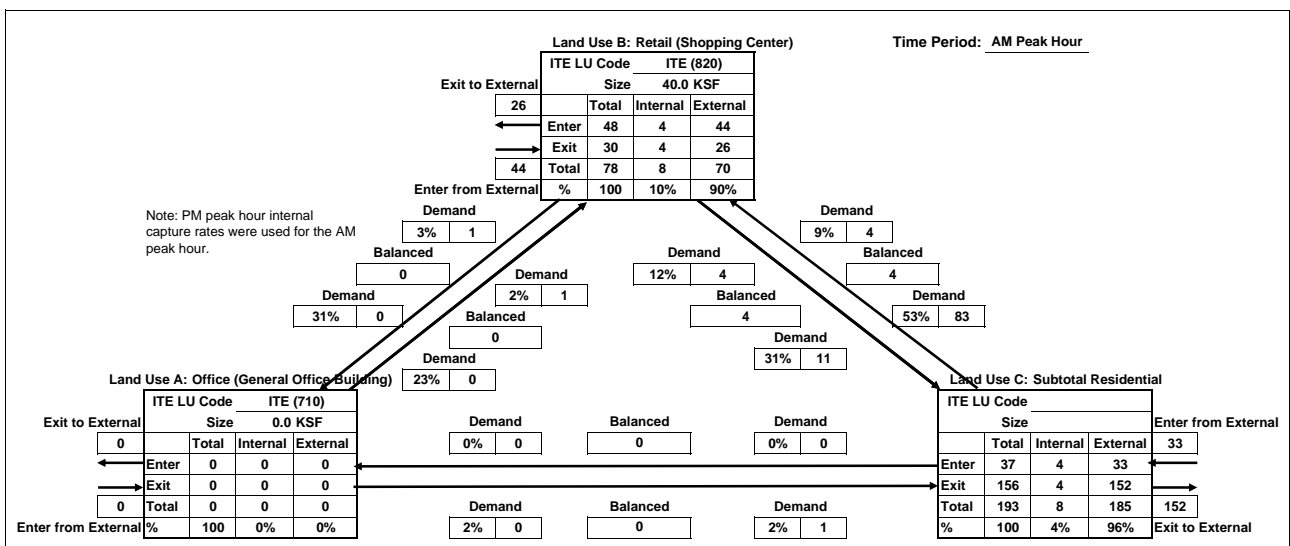 Land Use B: Retail (Shopping Center)
Time Period: AM Peak Hour
ITE LU Code ITE (820)
Exit to External Size 40.0 KSF
26 Total Internal External
Enter 48 4 44
Exit 30 4 26
44 Total 78 8 70
Enter from External % 100 10% 90%
Note: PM peak hour internal
capture rates were used for the AM
peak hour.
Demand
3% 1
Balanced
0
Demand
31% 0
Demand
2% 1
Balanced
0
Demand
23% 0
Demand
12% 4
Balanced
4
Demand
31% 11
Demand
9% 4
Balanced
4
Demand
53% 83
Land Use A: Office (General Office Building)
ITE LU Code ITE (710)
Exit to External Size 0.0 KSF
0 Total Internal External
Enter 0 0 0
Exit 0 0 0
0 Total 0 0 0
Enter from External % 100 0% 0%
Demand Balanced Demand
0% 0 0 0% 0
Demand Balanced Demand
2% 0 0 2% 1
Land Use C: Subtotal Residential
ITE LU Code
Size Enter from External
Total Internal External 33
Enter 37 4 33
Exit 156 4 152
Total 193 8 185 152
% 100 4% 96% Exit to External